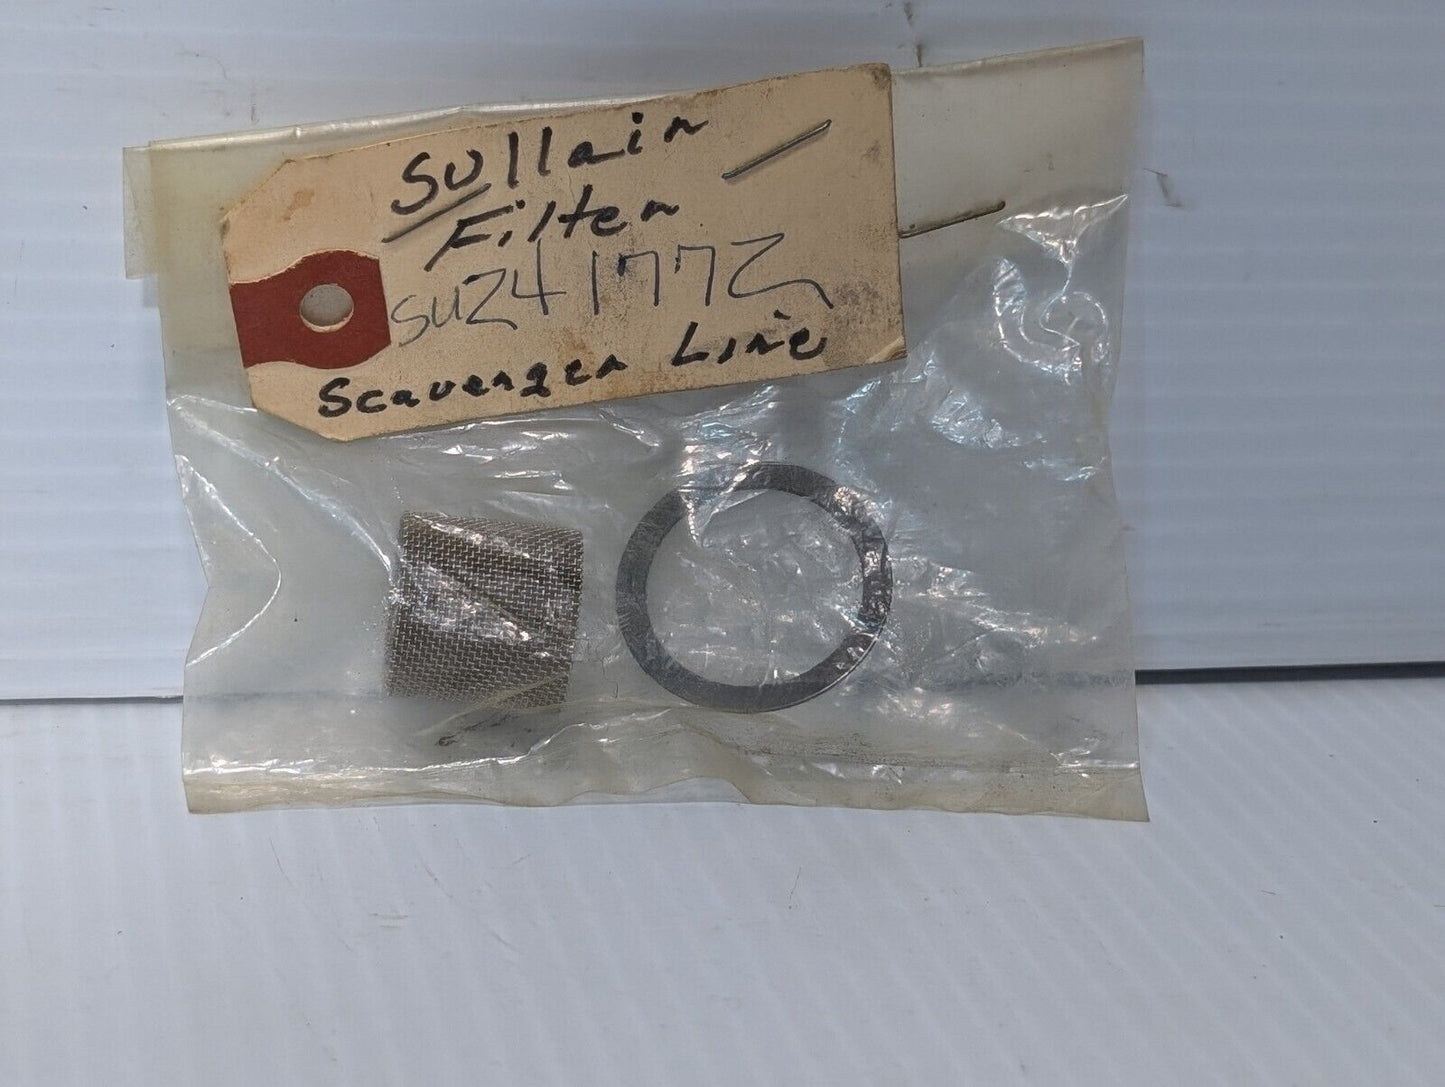 Sullair
Filter
SU241772
Scavenger Line